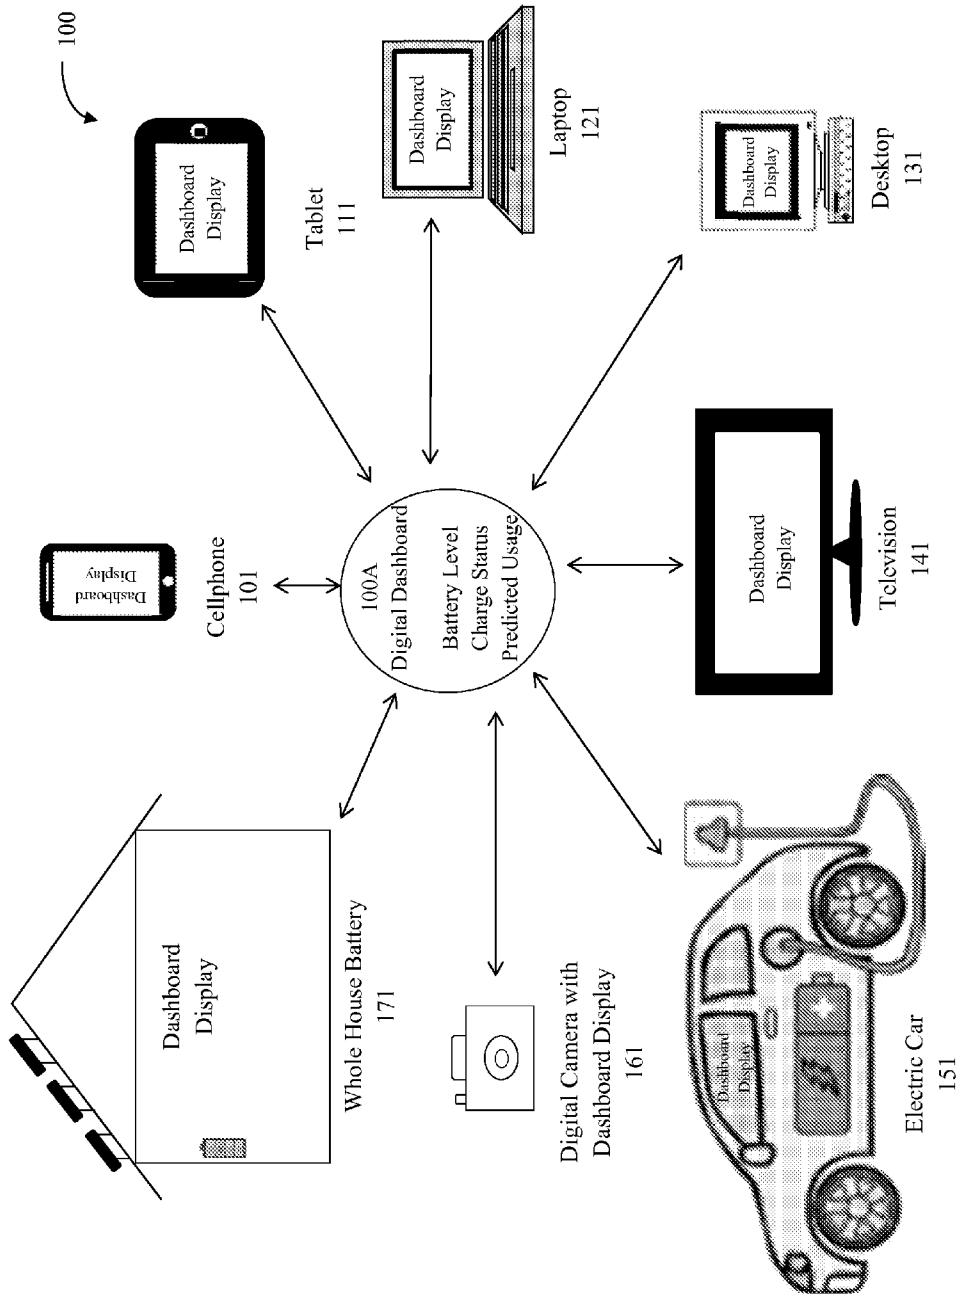 100
Dashboard
Display
Whole House Battery
171
Dashboard
Display
Cellphone
101
Dashboard
Display
Tablet
111
Digital Camera with
Dashboard Display
161
100A
Digital Dashboard
Battery Level
Charge Status
Predicted Usage
Dashboard
Display
Laptop
121
Dashboard
Display
Electric Car
151
Dashboard
Display
Television
141
Dashboard
Display
Desktop
131